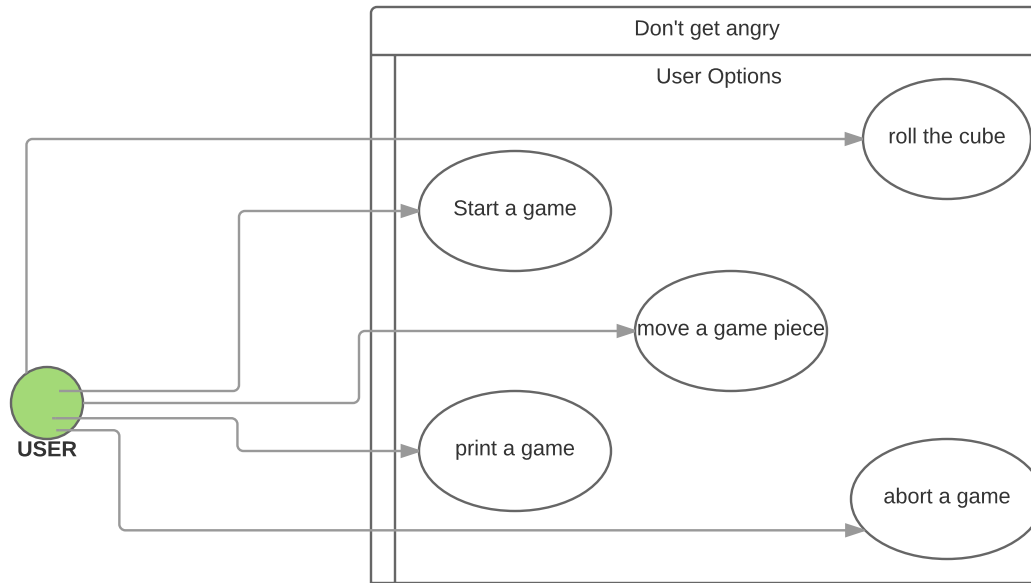 Don't get angry
User Options
roll the cube
Start a game
move a game piece
USER
print a game
abort a game